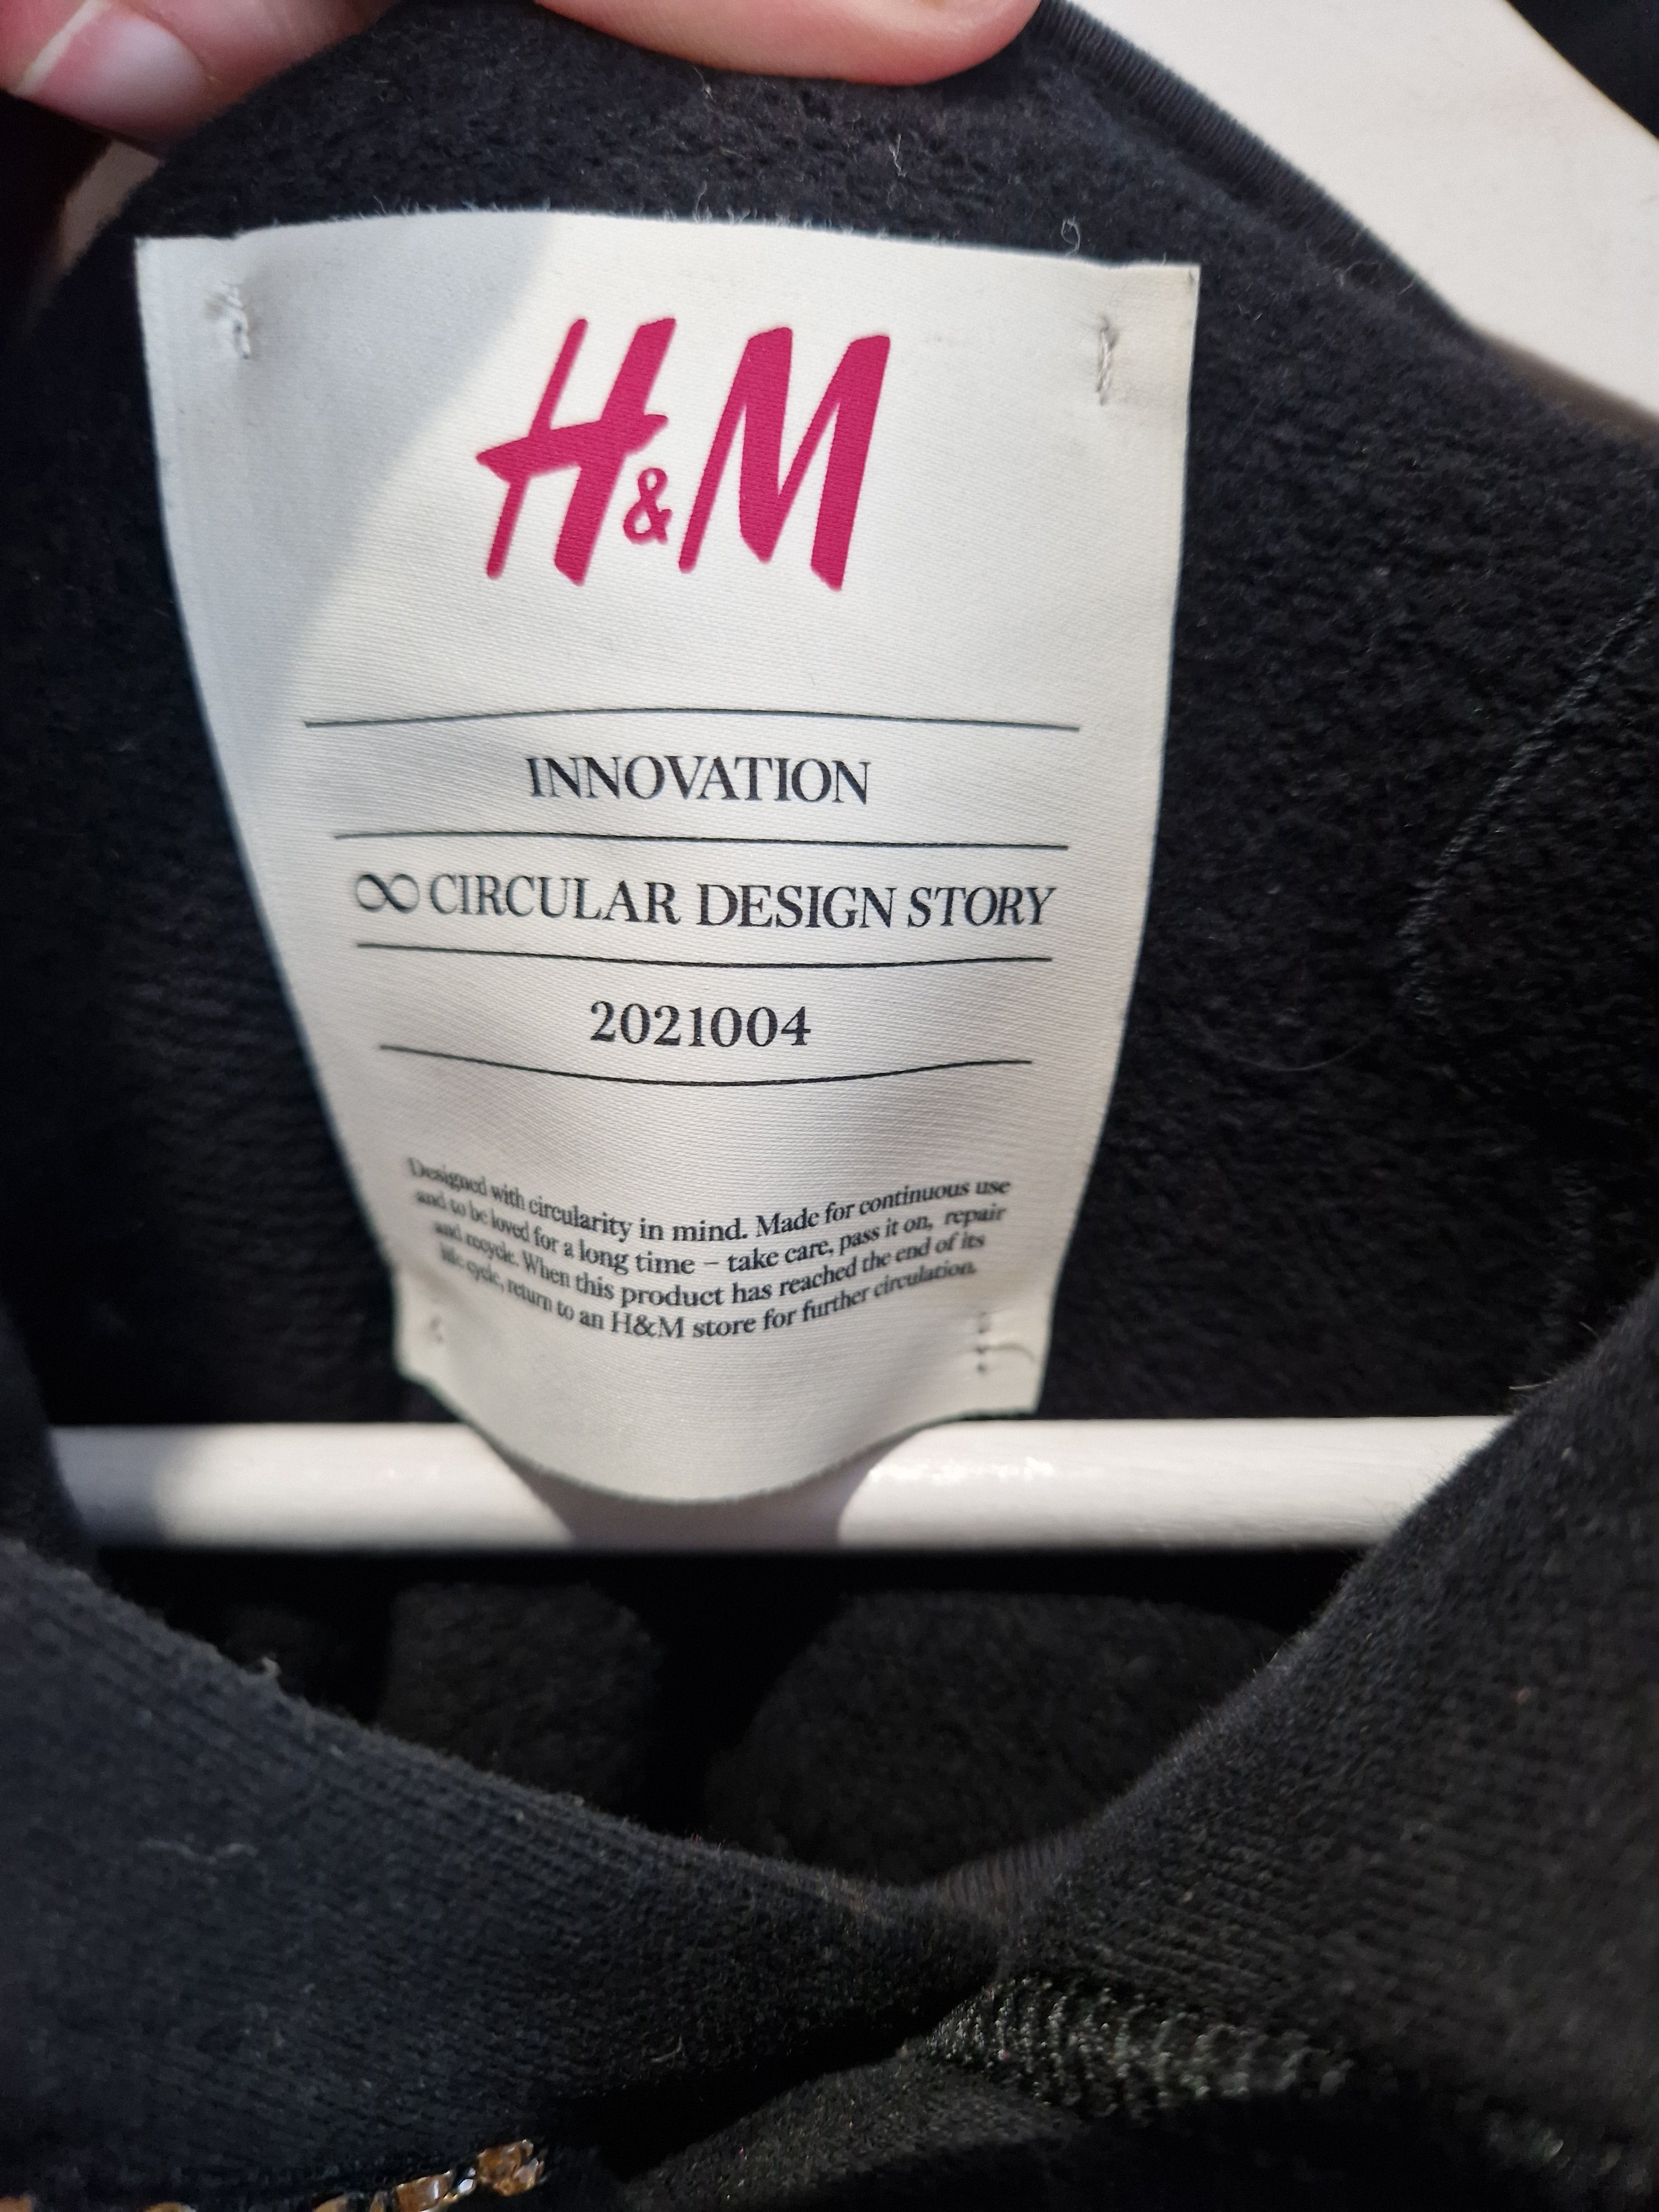 H&M
INNOVATION
∞ CIRCULAR DESIGN STORY
2021004
Designed with circularity in mind. Made for continuous use
and to be loved for a long time – take care, pass it on, repair
and recycle. When this product has reached the end of its
life cycle, return to an H&M store for further circulation.